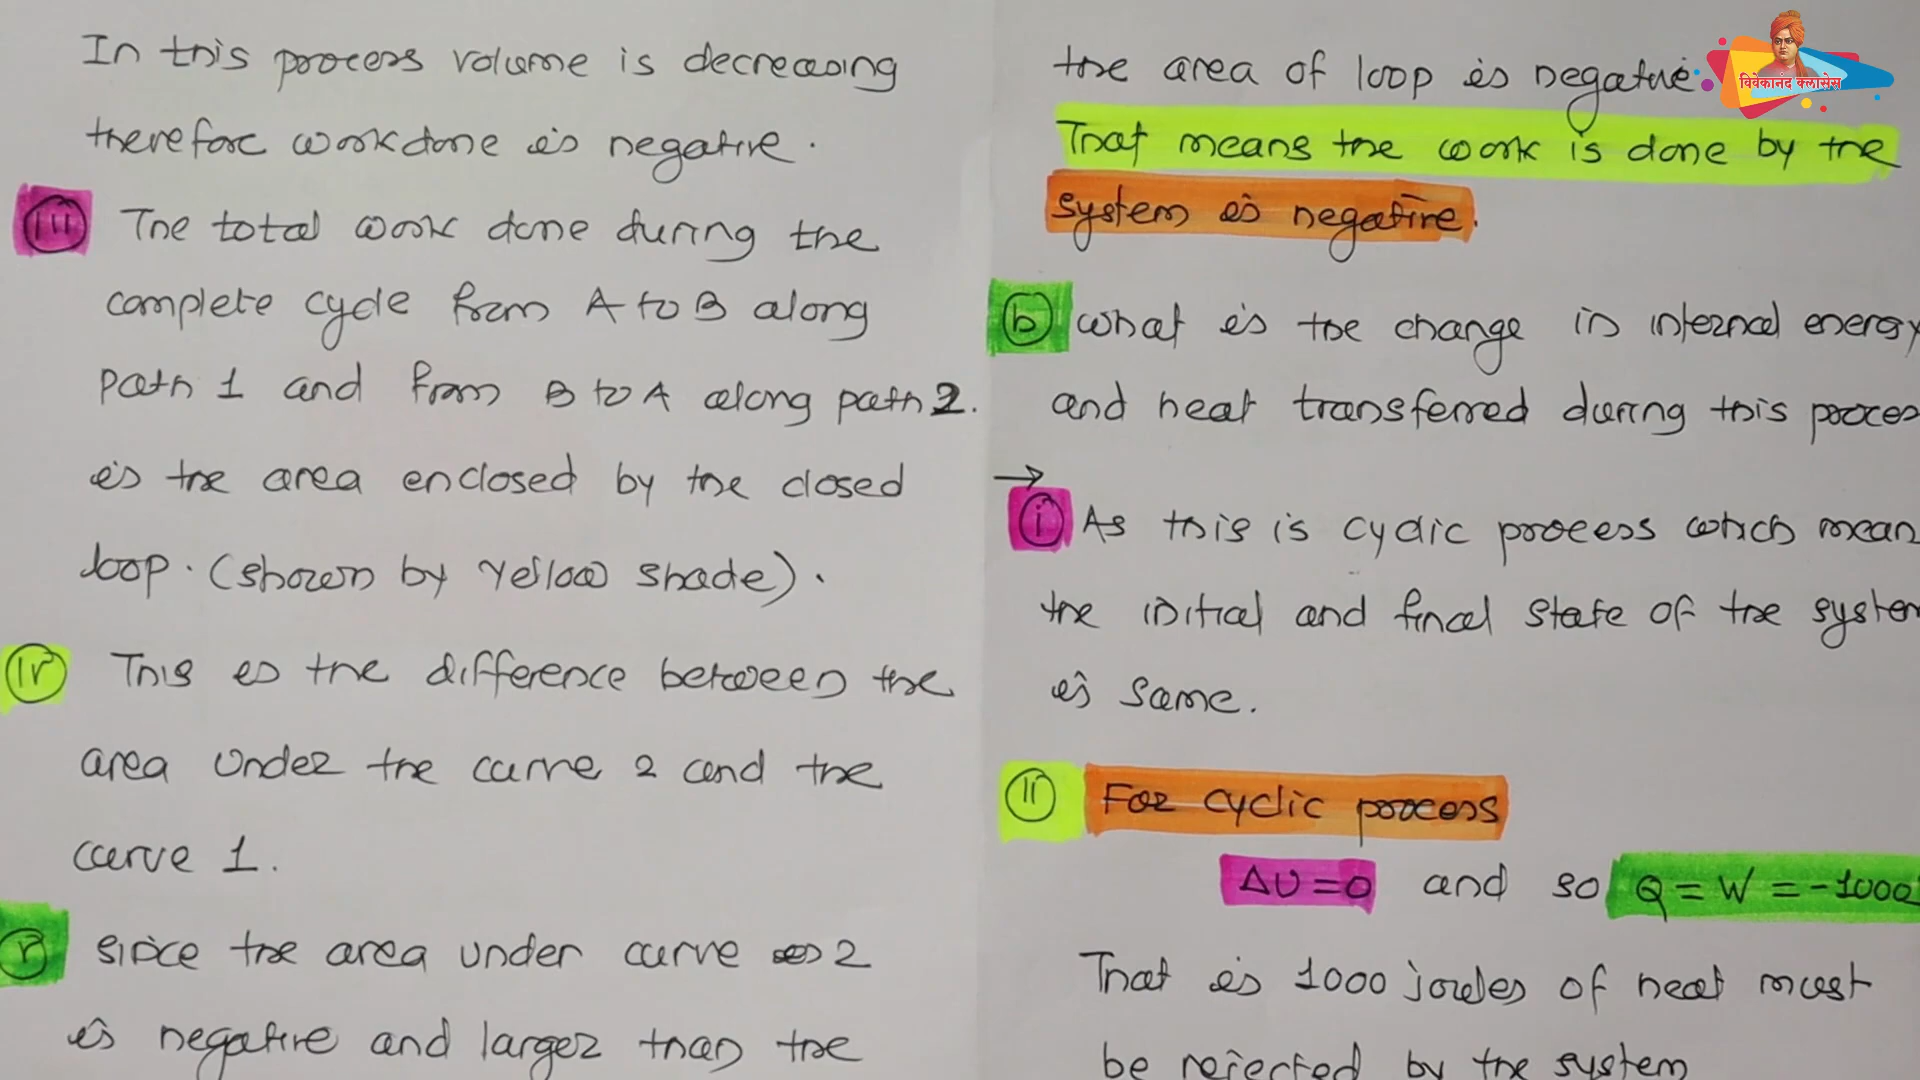 In this process volume is decreasing
therefore workdone is negative.
iii The total work done during the
complete cycle from A to B along
path 1 and from B to A along path 2.
is the area enclosed by the closed
loop. (shown by Yellow shade).
iv This is the difference between the
area under the curve 2 and the
curve 1.
v since the area under curve 2
is negative and larger than the
the area of loop is negative.
That means the work is done by the
system is negative.
b what is the change in internal energy
and heat transferred during this proces
→
i As this is cyclic process which mean
the initial and final state of the system
is same.
ii For cyclic process
ΔU=0 and so Q = W = -1000
That is 1000 joules of heat must
be rejected by the system
विवेकानंद क्लासेस